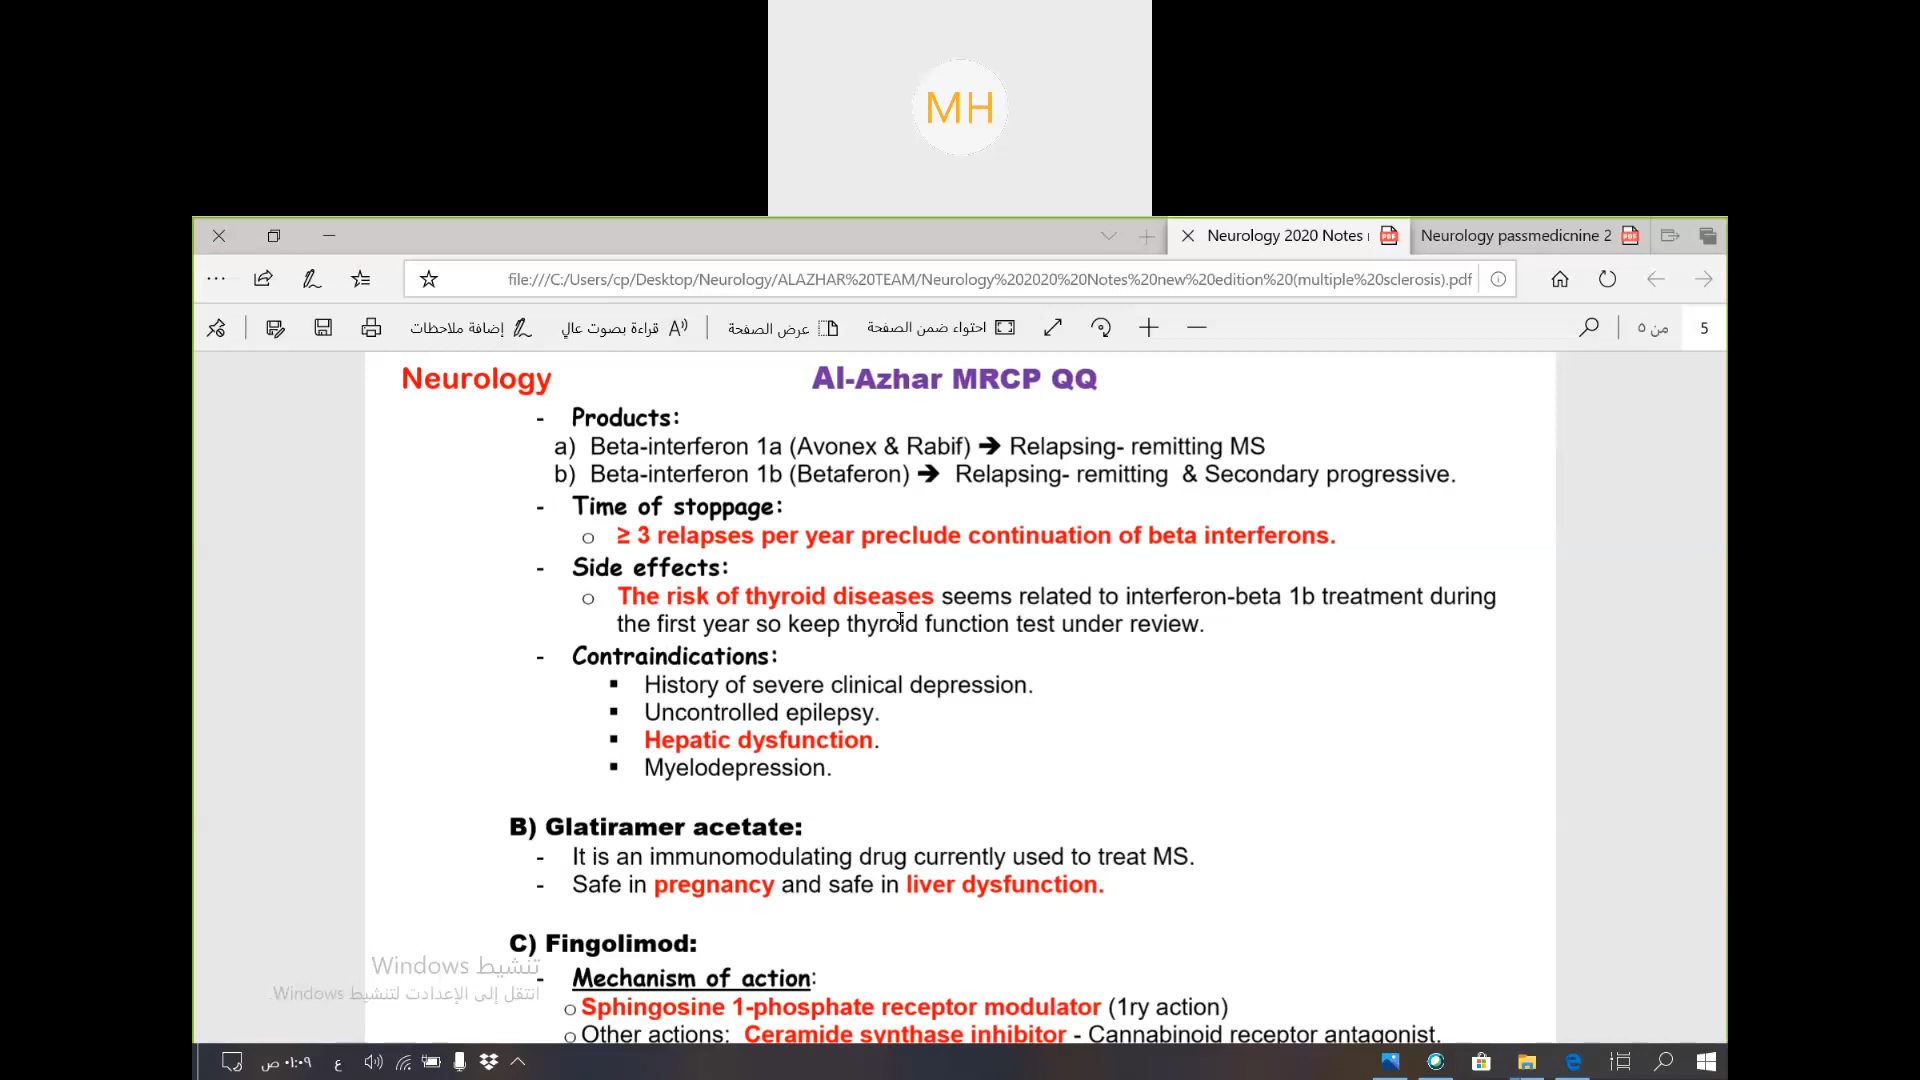 MH
Neurology 2020 Notes
Neurology passmedicnine 2
file:///C:/Users/cp/Desktop/Neurology/ALAZHAR%20TEAM/Neurology%202020%20Notes%20new%20edition%20(multiple%20sclerosis).pdf
إضافة ملاحظات
قراءة بصوت عالٍ
عرض الصفحة
احتواء ضمن الصفحة
من ٥
5
Neurology
Al-Azhar MRCP QQ
- Products:
a) Beta-interferon 1a (Avonex & Rabif) ➔ Relapsing- remitting MS
b) Beta-interferon 1b (Betaferon) ➔ Relapsing- remitting & Secondary progressive.
- Time of stoppage:
o ≥ 3 relapses per year preclude continuation of beta interferons.
- Side effects:
o The risk of thyroid diseases seems related to interferon-beta 1b treatment during
the first year so keep thyroid function test under review.
- Contraindications:
▪ History of severe clinical depression.
▪ Uncontrolled epilepsy.
▪ Hepatic dysfunction.
▪ Myelodepression.
B) Glatiramer acetate:
- It is an immunomodulating drug currently used to treat MS.
- Safe in pregnancy and safe in liver dysfunction.
C) Fingolimod:
- Mechanism of action:
o Sphingosine 1-phosphate receptor modulator (1ry action)
o Other actions: Ceramide synthase inhibitor - Cannabinoid receptor antagonist.
تنشيط Windows
انتقل إلى الإعدادت لتنشيط Windows.
٠١:٠٩ ص
ع